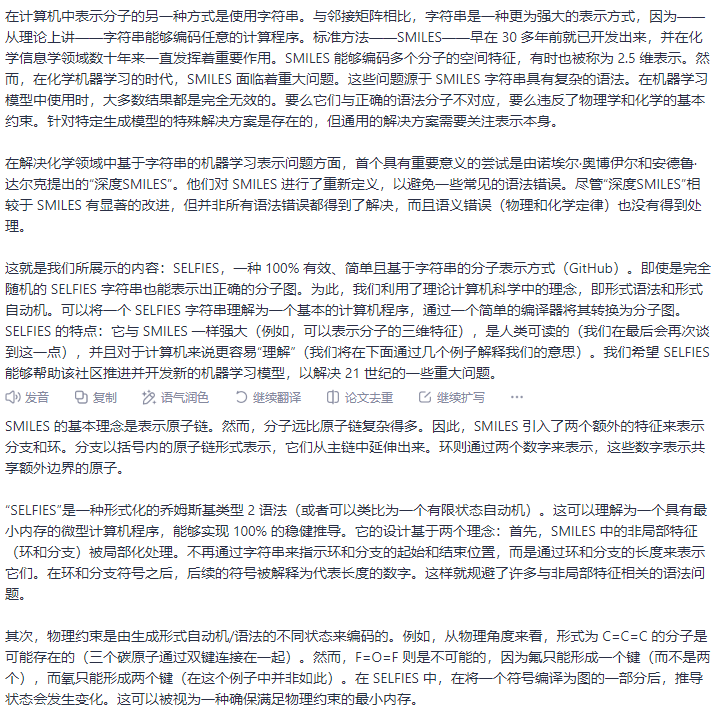 在计算机中表示分子的另一种方式是使用字符串。与邻接矩阵相比，字符串是一种更为强大的表示方式，因为——
从理论上讲——字符串能够编码任意的计算程序。标准方法——SMILES——早在 30 多年前就已开发出来，并在化
学信息学领域数十年来一直发挥着重要作用。SMILES 能够编码多个分子的空间特征，有时也被称为 2.5 维表示。然
而，在化学机器学习的时代，SMILES 面临着重大问题。这些问题源于 SMILES 字符串具有复杂的语法。在机器学习
模型中使用时，大多数结果都是完全无效的。要么它们与正确的语法分子不对应，要么违反了物理学和化学的基本
约束。针对特定生成模型的特殊解决方案是存在的，但通用的解决方案需要关注表示本身。
在解决化学领域中基于字符串的机器学习表示问题方面，首个具有重要意义的尝试是由诺埃尔·奥博伊尔和安德鲁·
达尔克提出的“深度SMILES”。他们对 SMILES 进行了重新定义，以避免一些常见的语法错误。尽管“深度SMILES”相
较于 SMILES 有显著的改进，但并非所有语法错误都得到了解决，而且语义错误（物理和化学定律）也没有得到处
理。
这就是我们所展示的内容：SELFIES，一种 100% 有效、简单且基于字符串的分子表示方式（GitHub）。即使是完全
随机的 SELFIES 字符串也能表示出正确的分子图。为此，我们利用了理论计算机科学中的理念，即形式语法和形式
自动机。可以将一个 SELFIES 字符串理解为一个基本的计算机程序，通过一个简单的编译器将其转换为分子图。
SELFIES 的特点：它与 SMILES 一样强大（例如，可以表示分子的三维特征），是人类可读的（我们在最后会再次谈
到这一点），并且对于计算机来说更容易“理解”（我们将在下面通过几个例子解释我们的意思）。我们希望 SELFIES
能够帮助该社区推进并开发新的机器学习模型，以解决 21 世纪的一些重大问题。
发音 复制 语气润色 继续翻译 论文去重 继续扩写 ···
SMILES 的基本理念是表示原子链。然而，分子远比原子链复杂得多。因此，SMILES 引入了两个额外的特征来表示
分支和环。分支以括号内的原子链形式表示，它们从主链中延伸出来。环则通过两个数字来表示，这些数字表示共
享额外边界的原子。
“SELFIES”是一种形式化的乔姆斯基类型 2 语法（或者可以类比为一个有限状态自动机）。这可以理解为一个具有最
小内存的微型计算机程序，能够实现 100% 的稳健推导。它的设计基于两个理念：首先，SMILES 中的非局部特征
（环和分支）被局部化处理。不再通过字符串来指示环和分支的起始和结束位置，而是通过环和分支的长度来表示
它们。在环和分支符号之后，后续的符号被解释为代表长度的数字。这样就规避了许多与非局部特征相关的语法问
题。
其次，物理约束是由生成形式自动机/语法的不同状态来编码的。例如，从物理角度来看，形式为 C=C=C 的分子是
可能存在的（三个碳原子通过双键连接在一起）。然而，F=O=F 则是不可能的，因为氟只能形成一个键（而不是两
个），而氧只能形成两个键（在这个例子中并非如此）。在 SELFIES 中，在将一个符号编译为图的一部分后，推导
状态会发生变化。这可以被视为一种确保满足物理约束的最小内存。